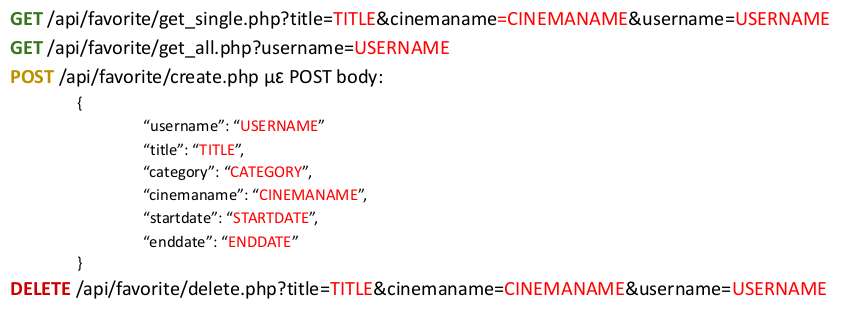 GET /api/favorite/get_single.php?title=TITLE&cinemaname=CINEMANAME&username=USERNAME
GET /api/favorite/get_all.php?username=USERNAME
POST /api/favorite/create.php με POST body:
{
“username”: “USERNAME”
“title”: “TITLE”,
“category”: “CATEGORY”,
“cinemaname”: “CINEMANAME”,
“startdate”: “STARTDATE”,
“enddate”: “ENDDATE”
}
DELETE /api/favorite/delete.php?title=TITLE&cinemaname=CINEMANAME&username=USERNAME